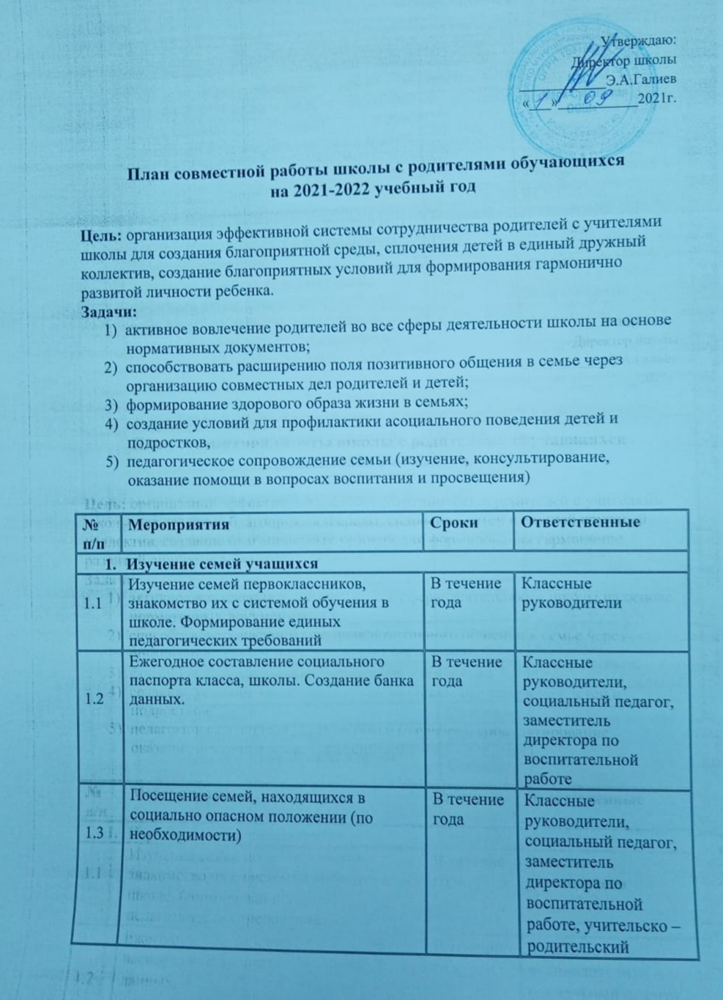 Утверждаю:
Директор школы
Э.А.Галиев
«1» 09 2021г.
План совместной работы школы с родителями обучающихся
на 2021-2022 учебный год
Цель: организация эффективной системы сотрудничества родителей с учителями
школы для создания благоприятной среды, сплочения детей в единый дружный
коллектив, создание благоприятных условий для формирования гармонично
развитой личности ребенка.
Задачи:
1) активное вовлечение родителей во все сферы деятельности школы на основе
нормативных документов;
2) способствовать расширению поля позитивного общения в семье через
организацию совместных дел родителей и детей;
3) формирование здорового образа жизни в семьях;
4) создание условий для профилактики асоциального поведения детей и
подростков,
5) педагогическое сопровождение семьи (изучение, консультирование,
оказание помощи в вопросах воспитания и просвещения)
№ Мероприятия Сроки Ответственные
п/п
1. Изучение семей учащихся
Изучение семей первоклассников, В течение Классные
1.1 знакомство их с системой обучения в года руководители
школе. Формирование единых
педагогических требований
Ежегодное составление социального В течение Классные
паспорта класса, школы. Создание банка года руководители,
1.2 данных. социальный педагог,
заместитель
директора по
воспитательной
работе
Посещение семей, находящихся в В течение Классные
социально опасном положении (по года руководители,
1.3 необходимости) социальный педагог,
заместитель
директора по
воспитательной
работе, учительско –
родительский